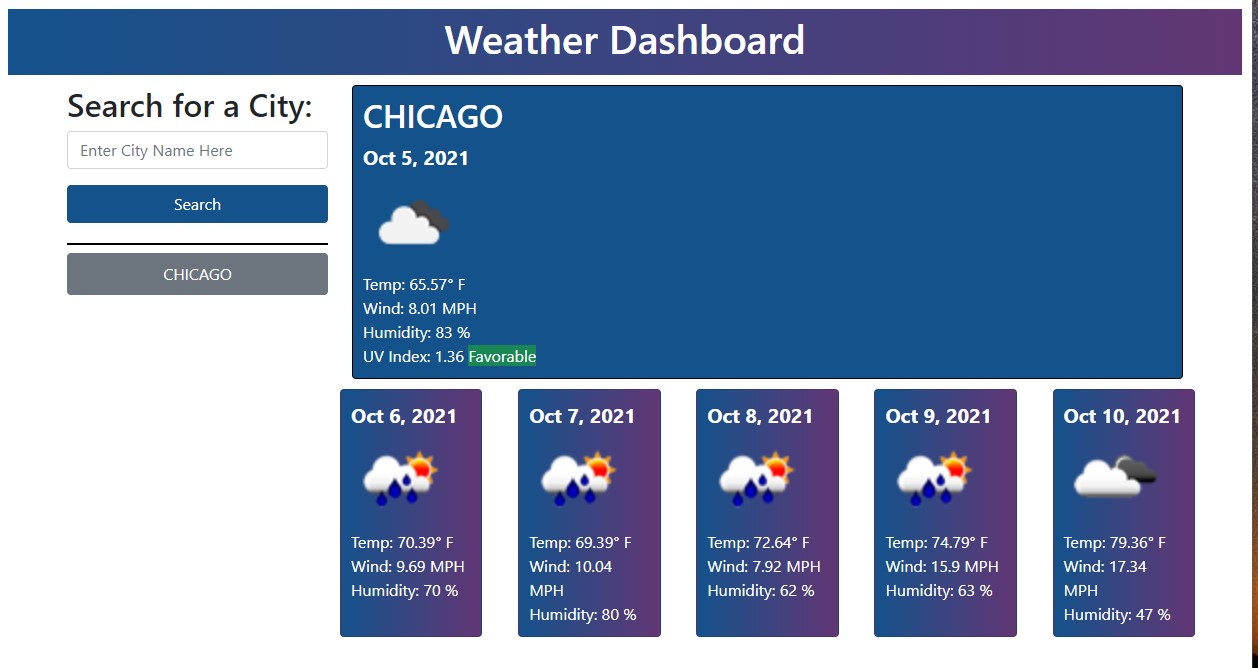 Weather Dashboard
Search for a City:
Enter City Name Here
Search
CHICAGO
CHICAGO
Oct 5, 2021
Temp: 65.57° F
Wind: 8.01 MPH
Humidity: 83 %
UV Index: 1.36 Favorable
Oct 6, 2021
Temp: 70.39° F
Wind: 9.69 MPH
Humidity: 70 %
Oct 7, 2021
Temp: 69.39° F
Wind: 10.04
MPH
Humidity: 80 %
Oct 8, 2021
Temp: 72.64° F
Wind: 7.92 MPH
Humidity: 62 %
Oct 9, 2021
Temp: 74.79° F
Wind: 15.9 MPH
Humidity: 63 %
Oct 10, 2021
Temp: 79.36° F
Wind: 17.34
MPH
Humidity: 47 %